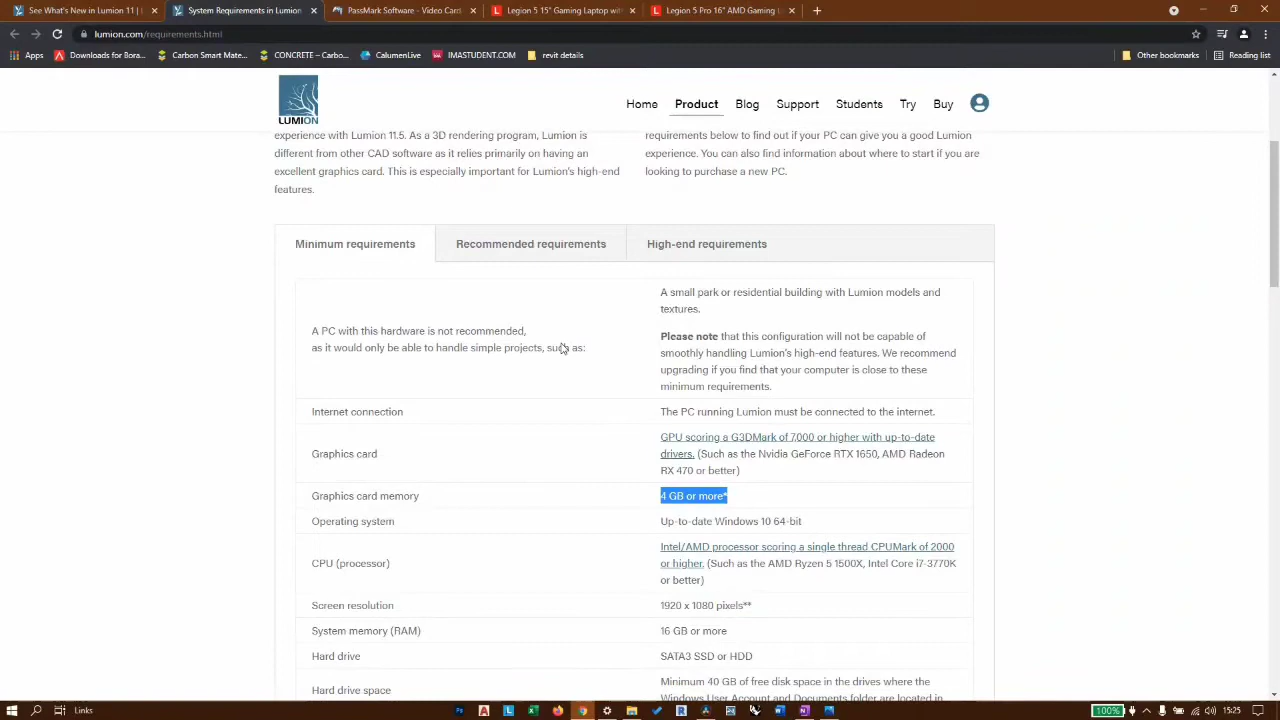 See What's New in Lumion 11 |
System Requirements in Lumion
PassMark Software - Video Card
Legion 5 15" Gaming Laptop with
Legion 5 Pro 16" AMD Gaming L
lumion.com/requirements.html
Apps
Downloads for Bora...
Carbon Smart Mate...
CONCRETE – Carbo...
CalumenLive
IMASTUDENT.COM
revit details
Other bookmarks
Reading list
LUMION
Home
Product
Blog
Support
Students
Try
Buy
experience with Lumion 11.5. As a 3D rendering program, Lumion is
different from other CAD software as it relies primarily on having an
excellent graphics card. This is especially important for Lumion's high-end
features.
requirements below to find out if your PC can give you a good Lumion
experience. You can also find information about where to start if you are
looking to purchase a new PC.
Minimum requirements
Recommended requirements
High-end requirements
A PC with this hardware is not recommended,
as it would only be able to handle simple projects, such as:
A small park or residential building with Lumion models and
textures.
Please note that this configuration will not be capable of
smoothly handling Lumion's high-end features. We recommend
upgrading if you find that your computer is close to these
minimum requirements.
Internet connection
The PC running Lumion must be connected to the internet.
Graphics card
GPU scoring a G3DMark of 7,000 or higher with up-to-date
drivers. (Such as the Nvidia GeForce RTX 1650, AMD Radeon
RX 470 or better)
Graphics card memory
4 GB or more*
Operating system
Up-to-date Windows 10 64-bit
CPU (processor)
Intel/AMD processor scoring a single thread CPUMark of 2000
or higher. (Such as the AMD Ryzen 5 1500X, Intel Core i7-3770K
or better)
Screen resolution
1920 x 1080 pixels**
System memory (RAM)
16 GB or more
Hard drive
SATA3 SSD or HDD
Hard drive space
Minimum 40 GB of free disk space in the drives where the
Windows User Account and Documents folder are located in
Links
100%
15:25